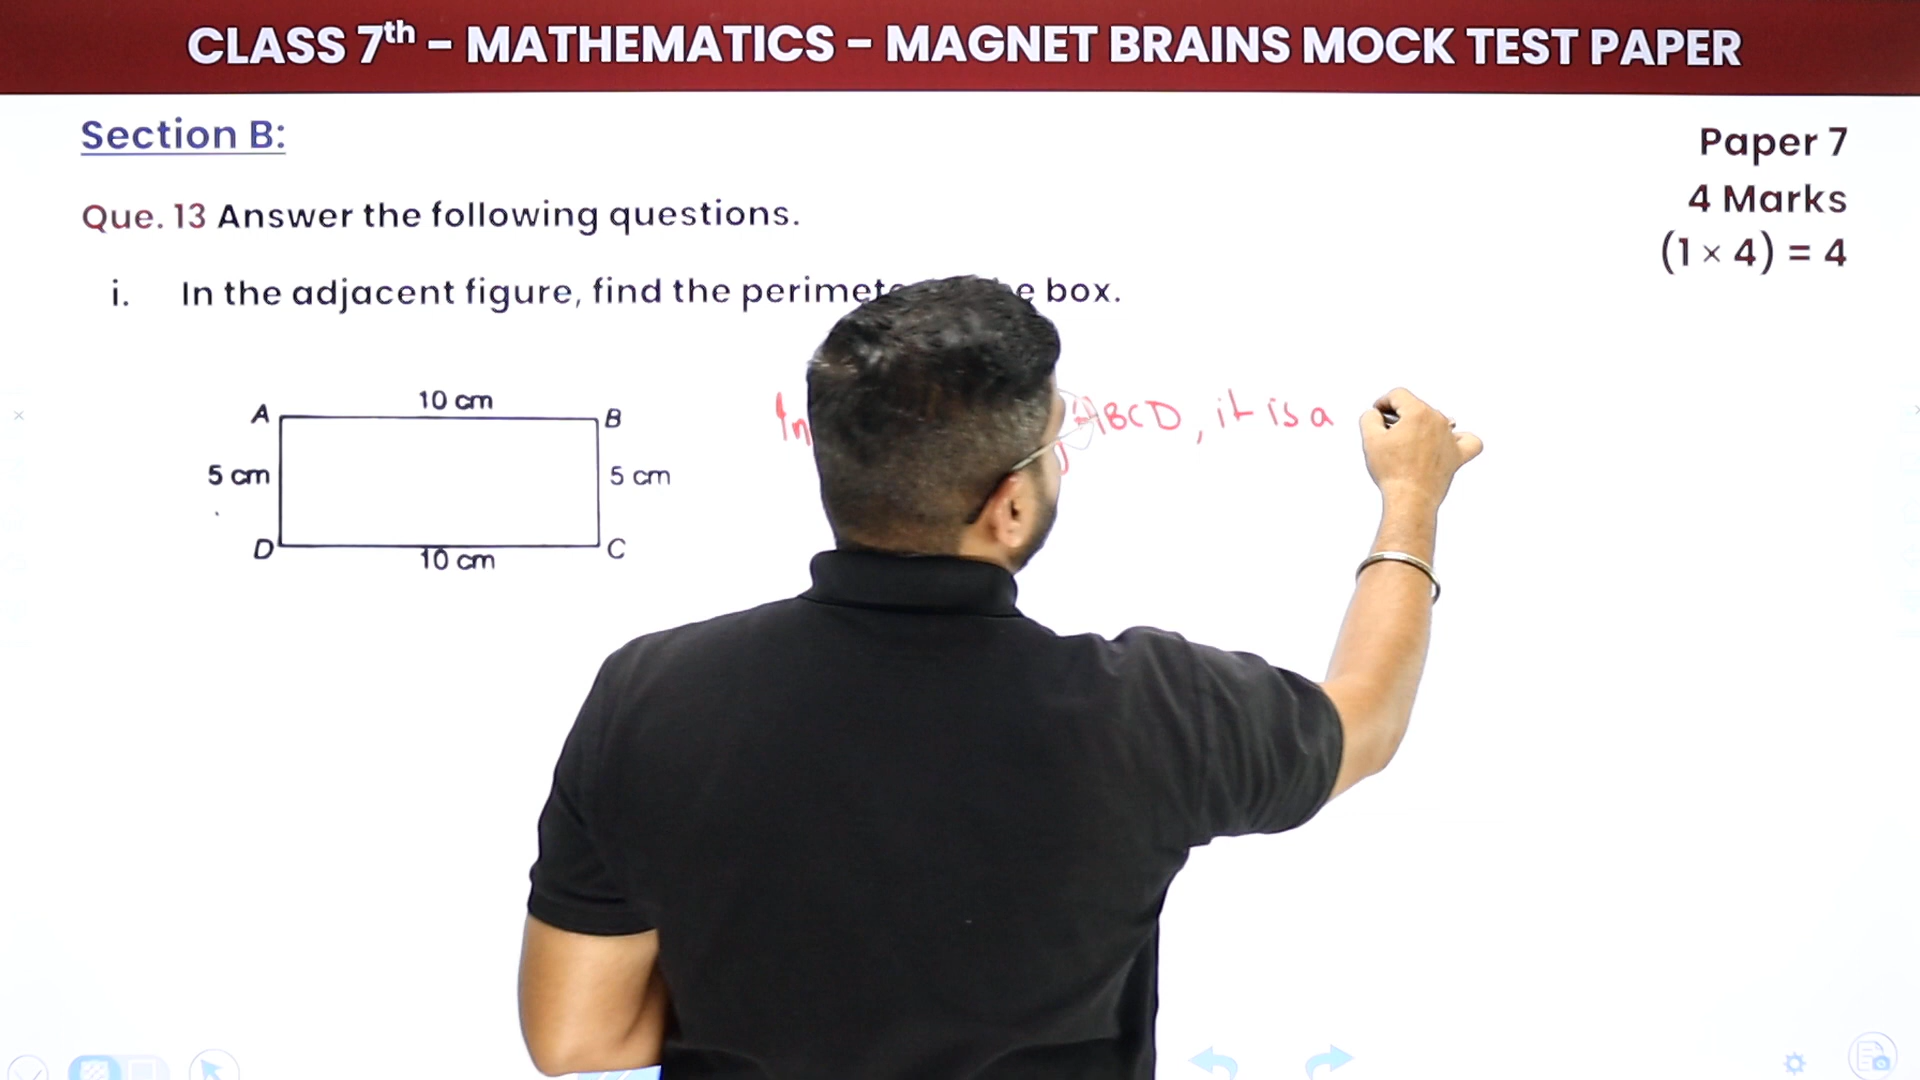 CLASS 7th – MATHEMATICS – MAGNET BRAINS MOCK TEST PAPER
Section B:
Paper 7
4 Marks
(1 × 4) = 4
Que. 13 Answer the following questions.
i. In the adjacent figure, find the box.
10 cm
A B
5 cm 5 cm
D C
10 cm
In ABCD, it is a